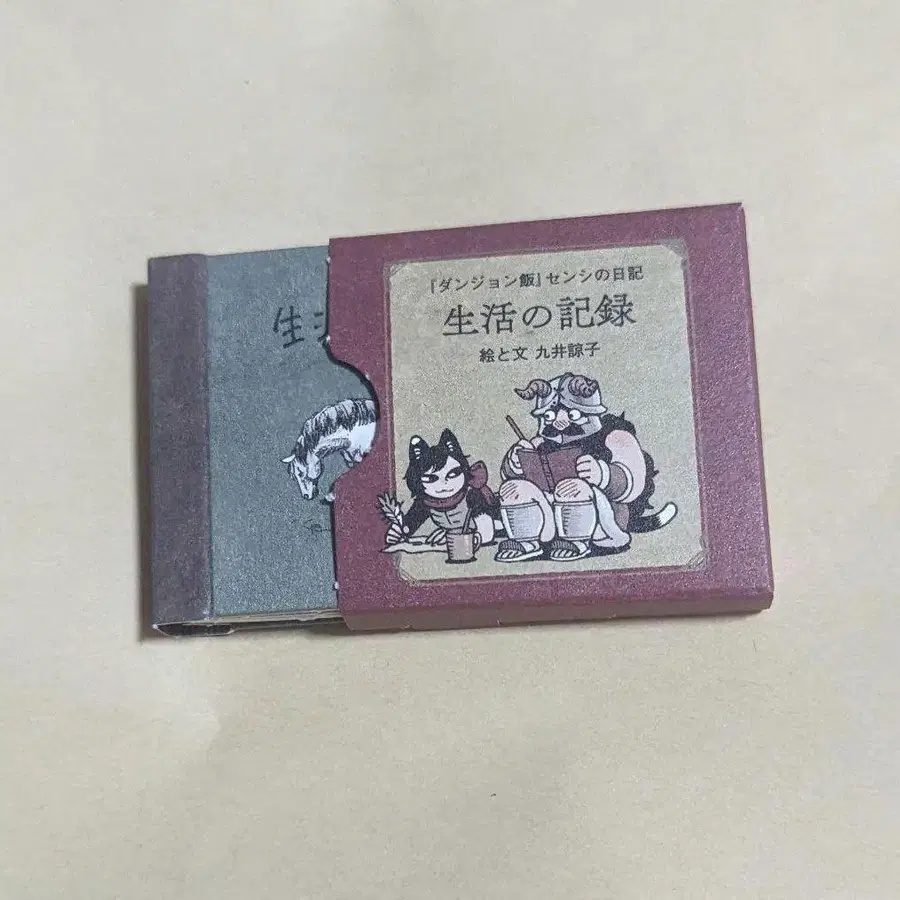 『ダンジョン飯』センシの日記
生活の記録
絵と文 九井諒子
生